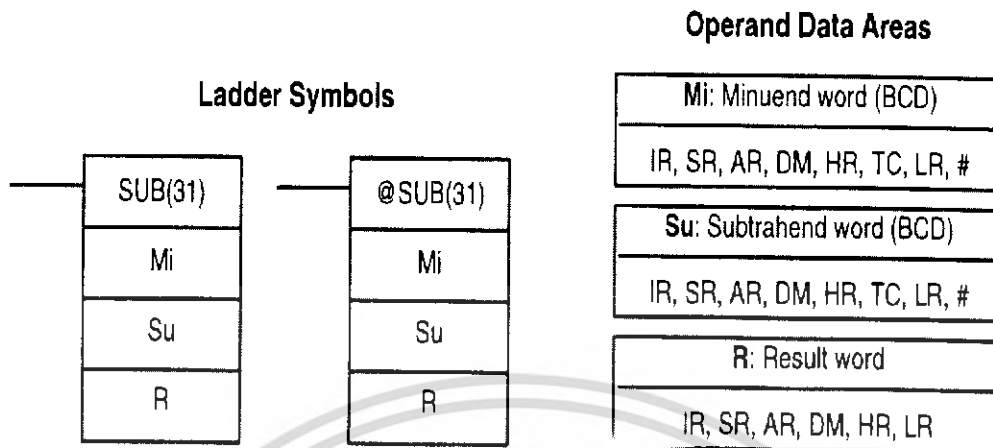 Operand Data Areas
Ladder Symbols
SUB(31)
Mi
Su
R
@SUB(31)
Mi
Su
R
Mi: Minuend word (BCD)
IR, SR, AR, DM, HR, TC, LR, #
Su: Subtrahend word (BCD)
IR, SR, AR, DM, HR, TC, LR, #
R: Result word
IR, SR, AR, DM, HR, LR